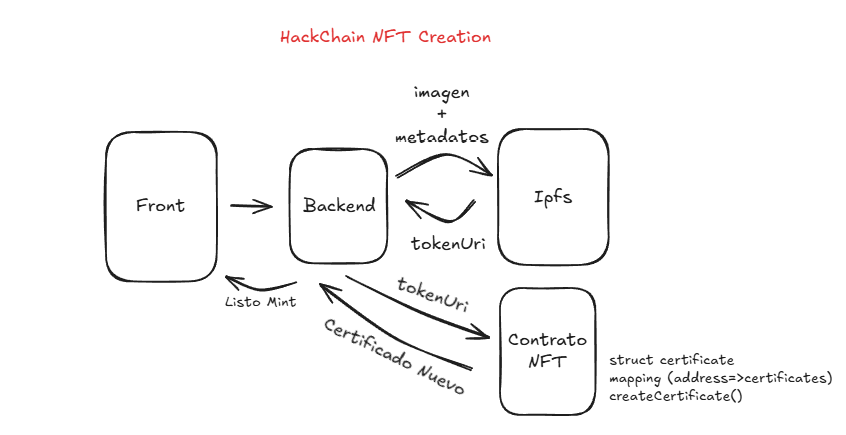 HackChain NFT Creation
imagen
+
metadatos
Front
Backend
Ipfs
tokenUri
Listo Mint
tokenUri
Certificado Nuevo
Contrato
NFT
struct certificate
mapping (address=>certificates)
createCertificate()